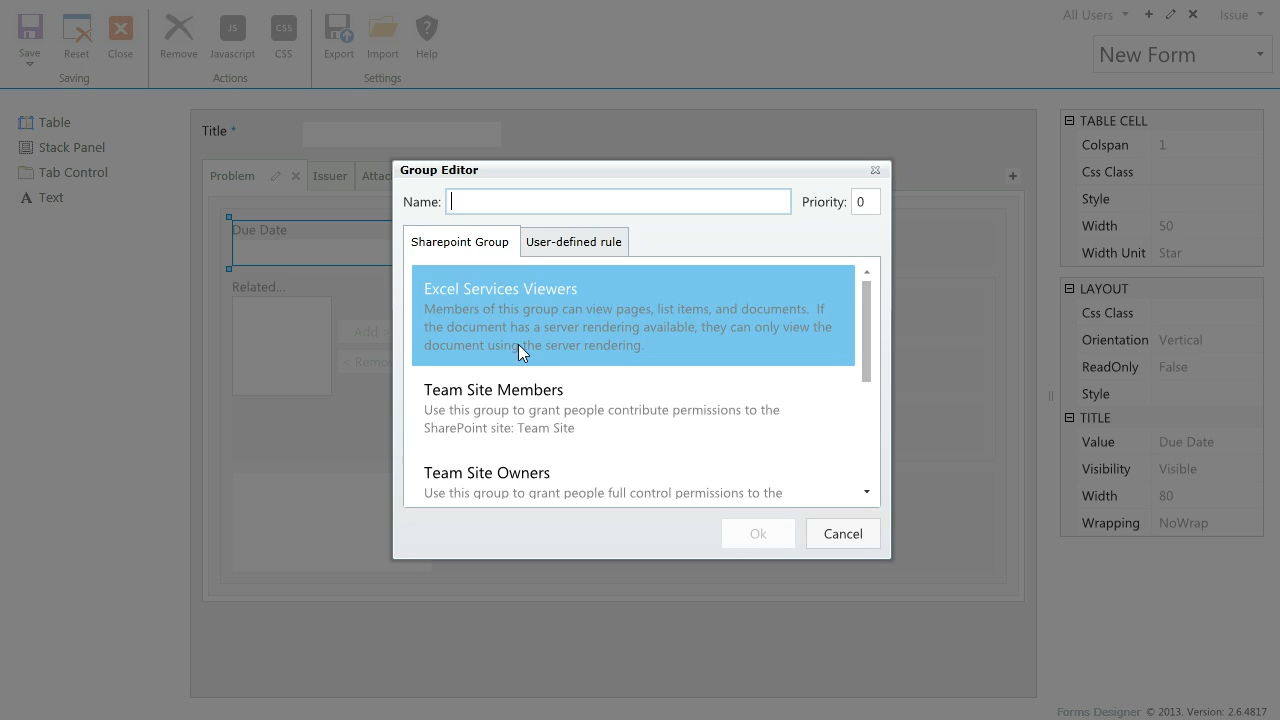 All Users
Issue
Save
Reset
Close
Remove
JS
Javascript
CSS
CSS
Export
Import
Help
Saving
Actions
Settings
New Form
Table
Stack Panel
Tab Control
Text
Title *
Problem
Issuer
Attac
Due Date
Related...
Add >
< Remov
Group Editor
Name:
Priority: 0
Sharepoint Group
User-defined rule
Excel Services Viewers
Members of this group can view pages, list items, and documents. If
the document has a server rendering available, they can only view the
document using the server rendering.
Team Site Members
Use this group to grant people contribute permissions to the
SharePoint site: Team Site
Team Site Owners
Use this group to grant people full control permissions to the
Ok
Cancel
TABLE CELL
Colspan 1
Css Class
Style
Width 50
Width Unit Star
LAYOUT
Css Class
Orientation Vertical
ReadOnly False
Style
TITLE
Value Due Date
Visibility Visible
Width 80
Wrapping NoWrap
Forms Designer © 2013. Version: 2.6.4817